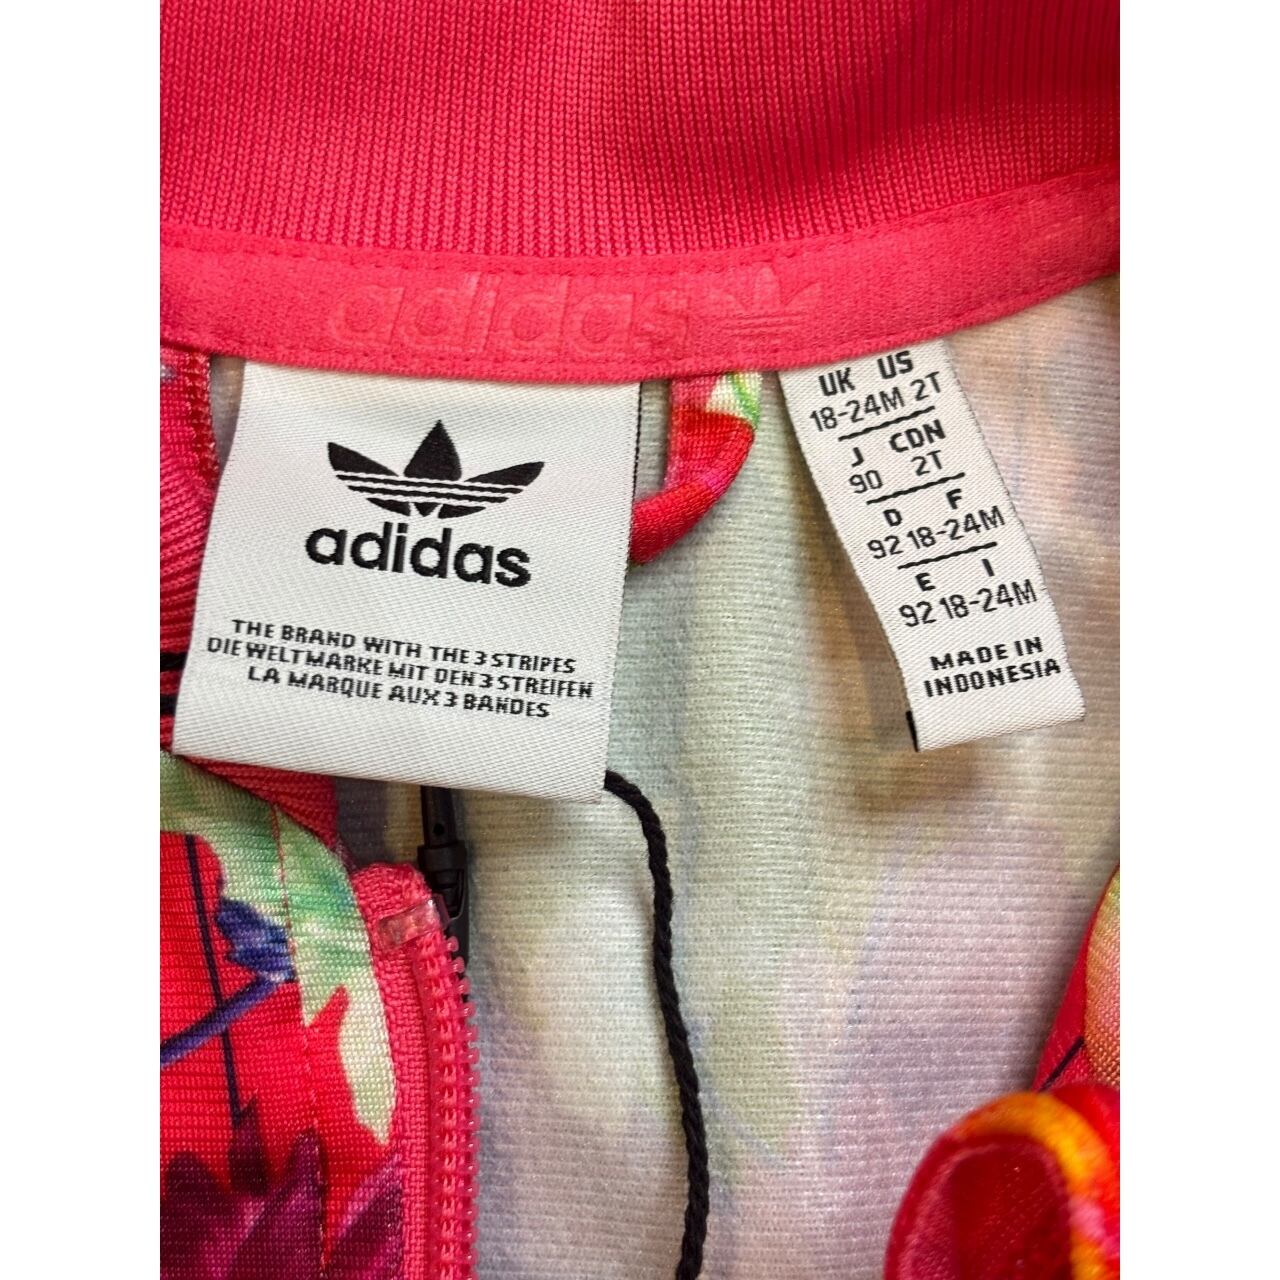 adidas
adidas
THE BRAND WITH THE 3 STRIPES
DIE WELTMARKE MIT DEN 3 STREIFEN
LA MARQUE AUX 3 BANDES
UK US
18-24M 2T
J CDN
90 2T
D F
92 18-24M
E I
92 18-24M
MADE IN
INDONESIA